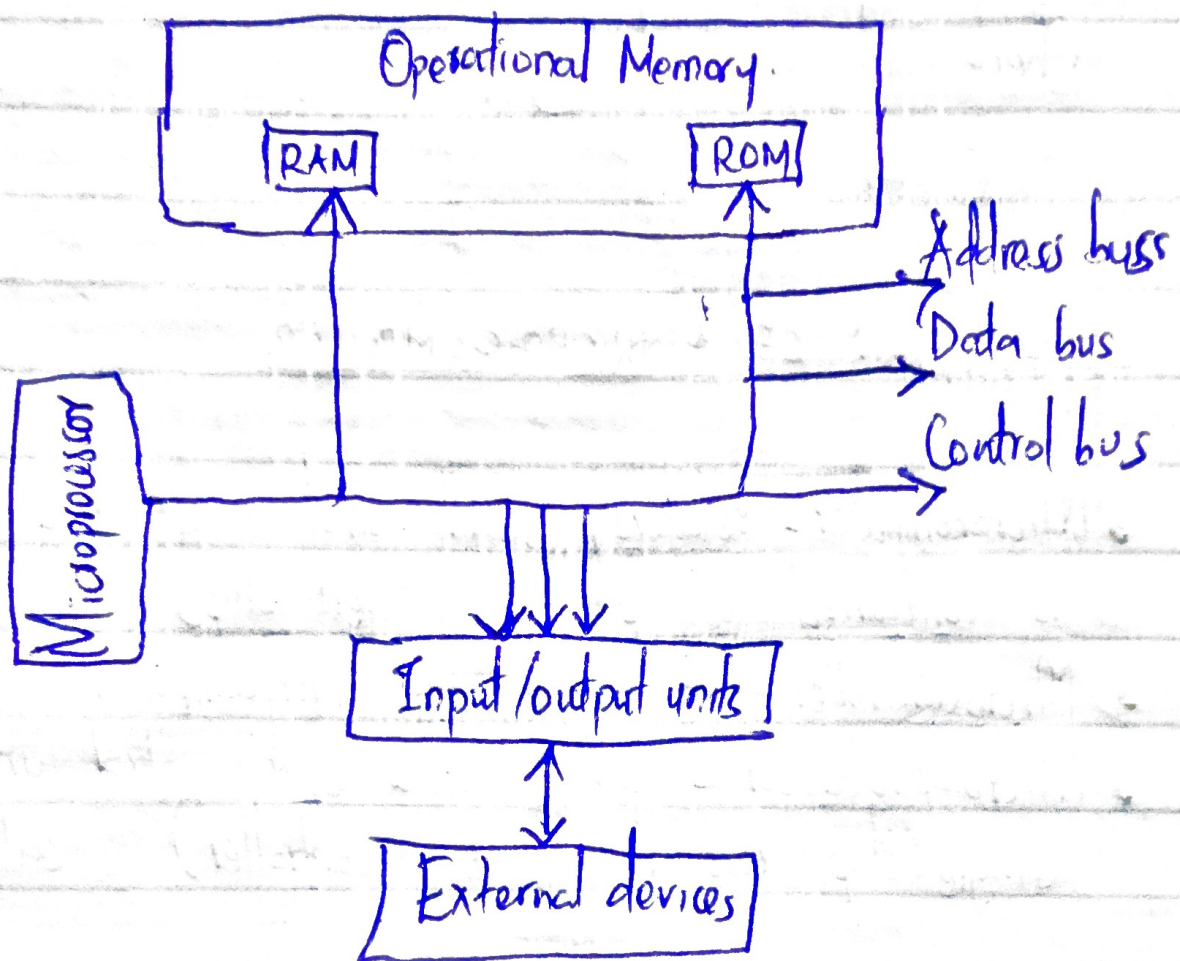 Operational Memory.
RAM
ROM
Address buss
Data bus
Control bus
Microprocessor
Input/output units
External devices